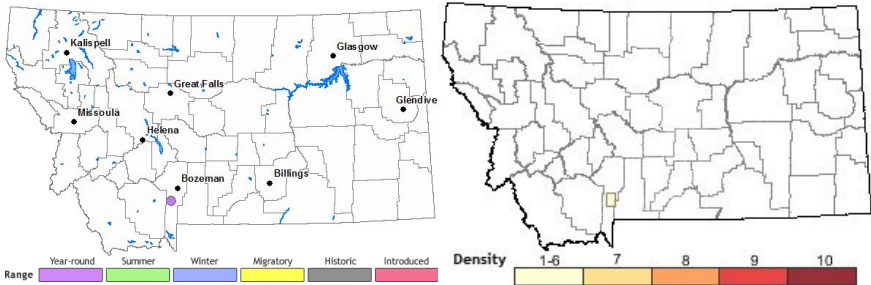 Kalispell
Glasgow
Great Falls
Glendive
Missoula
Helena
Bozeman
Billings
Year-round Summer Winter Migratory Historic Introduced
Range
Density 1-6 7 8 9 10